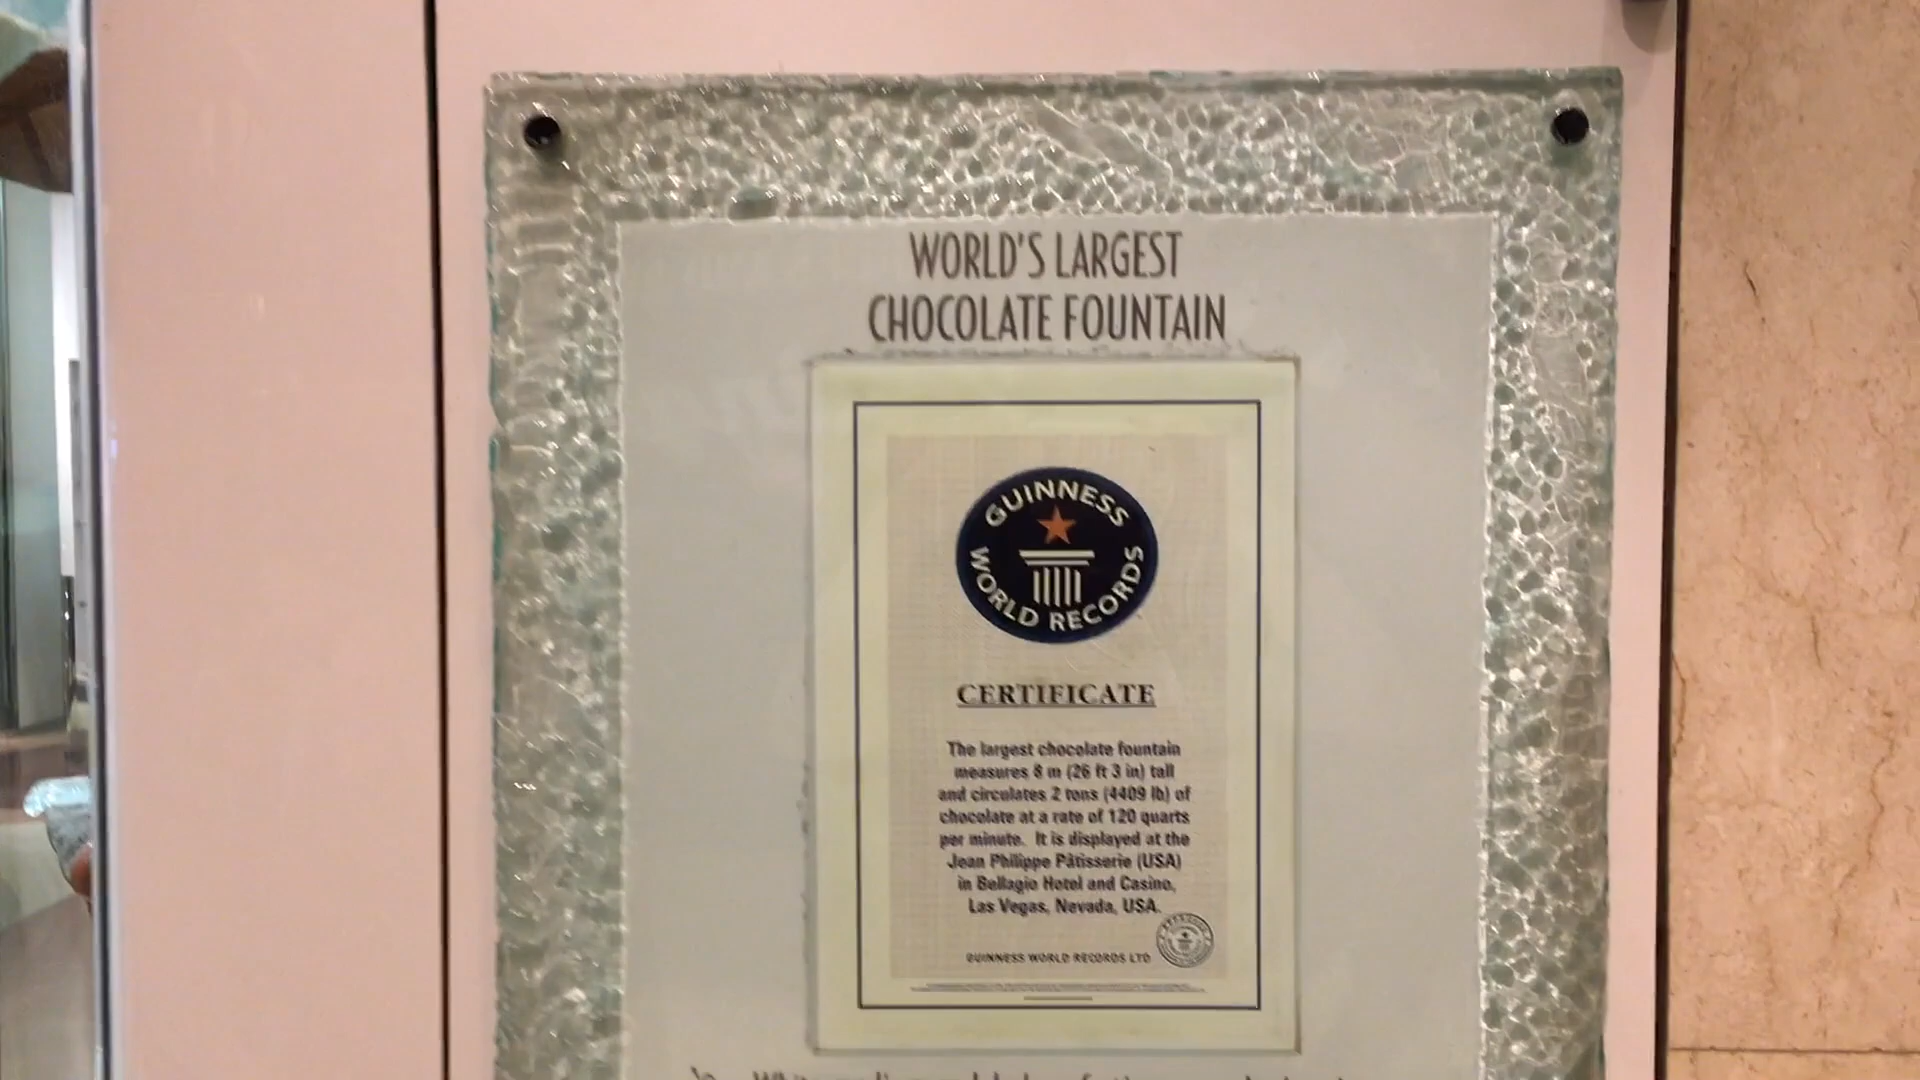 WORLD'S LARGEST
CHOCOLATE FOUNTAIN
GUINNESS
WORLD RECORDS
CERTIFICATE
The largest chocolate fountain
measures 8 m (26 ft 3 in) tall
and circulates 2 tons (4409 lb) of
chocolate at a rate of 120 quarts
per minute. It is displayed at the
Jean Philippe Pâtisserie (USA)
in Bellagio Hotel and Casino,
Las Vegas, Nevada, USA.
GUINNESS WORLD RECORDS LTD